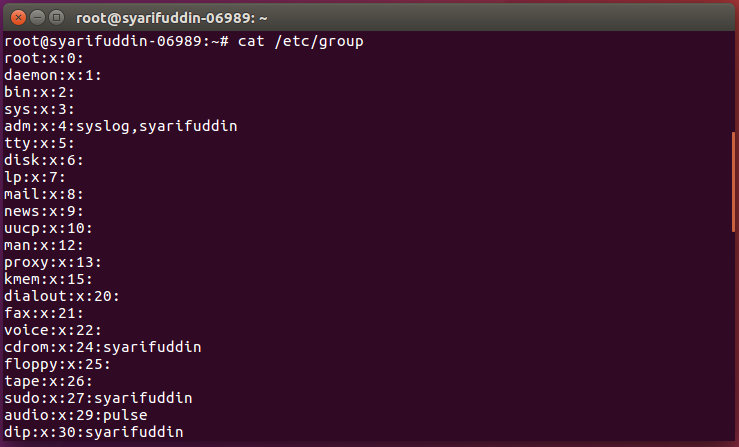 root@syarifuddin-06989: ~
root@syarifuddin-06989:~# cat /etc/group
root:x:0:
daemon:x:1:
bin:x:2:
sys:x:3:
adm:x:4:syslog,syarifuddin
tty:x:5:
disk:x:6:
lp:x:7:
mail:x:8:
news:x:9:
uucp:x:10:
man:x:12:
proxy:x:13:
kmem:x:15:
dialout:x:20:
fax:x:21:
voice:x:22:
cdrom:x:24:syarifuddin
floppy:x:25:
tape:x:26:
sudo:x:27:syarifuddin
audio:x:29:pulse
dip:x:30:syarifuddin